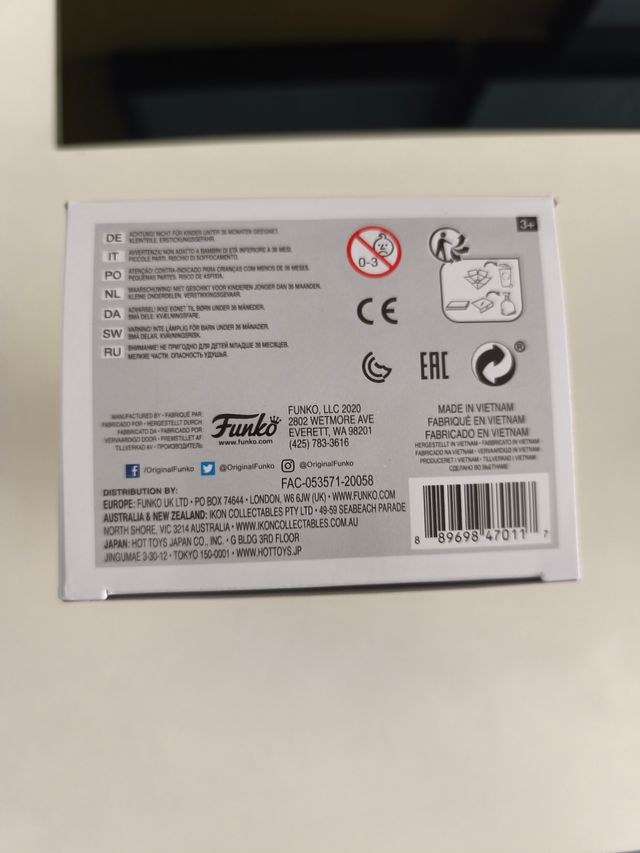 3+
DE ACHTUNG! NICHT FÜR KINDER UNTER 36 MONATEN GEEIGNET.
KLEINTEILE. ERSTICKUNGSGEFAHR.
IT AVVERTENZA! NON ADATTO A BAMBINI DI ETÀ INFERIORE A 36 MESI.
PICCOLE PARTI. RISCHIO DI SOFFOCAMENTO.
PO ATENÇÃO! CONTRA-INDICADO PARA CRIANÇAS COM MENOS DE 36 MESES.
PEQUENAS PARTES. RISCO DE ASFIXIA.
NL WAARSCHUWING! NIET GESCHIKT VOOR KINDEREN JONGER DAN 36 MAANDEN.
KLEINE ONDERDELEN. VERSTIKKINGSGEVAAR.
DA ADVARSEL! IKKE EGNET TIL BØRN UNDER 36 MÅNEDER.
SMÅ DELE. KVÆLNINGSFARE.
SW VARNING! INTE LÄMPLIG FÖR BARN UNDER 36 MÅNADER.
SMÅ DELAR. KVÄVNINGSRISK.
RU ВНИМАНИЕ! НЕ ПРИГОДНО ДЛЯ ДЕТЕЙ МЛАДШЕ 36 МЕСЯЦЕВ.
МЕЛКИЕ ЧАСТИ. ОПАСНОСТЬ УДУШЬЯ.
0-3
CE
EAC
®
MANUFACTURED BY • FABRIQUÉ PAR
FABRICADO POR • HERGESTELLT DURCH
FABBRICATO DA • FABRICADO POR
VERVAARDIGD DOOR • FREMSTILLET AF
TILLVERKAD AV • ПРОИЗВОДИТЕЛЬ
Funko
www.funko.com
FUNKO, LLC 2020
2802 WETMORE AVE
EVERETT, WA 98201
(425) 783-3616
MADE IN VIETNAM
FABRIQUÉ EN VIETNAM
FABRICADO EN VIETNAM
HERGESTELLT IN VIETNAM • FABBRICATO IN VIETNAM
FABRICADO NA VIETNAM • VERVAARDIGD IN VIETNAM
PRODUCERET I VIETNAM • TILLVERKAD I VIETNAM
СДЕЛАНО ВО ВЬЕТНАМЕ
/OriginalFunko @OriginalFunko @OriginalFunko
FAC-053571-20058
DISTRIBUTION BY:
EUROPE: FUNKO UK LTD • PO BOX 74644 • LONDON, W6 6JW (UK) • WWW.FUNKO.COM
AUSTRALIA & NEW ZEALAND: IKON COLLECTABLES PTY LTD • 49-59 SEABEACH PARADE
NORTH SHORE, VIC 3214 AUSTRALIA • WWW.IKONCOLLECTABLES.COM.AU
JAPAN: HOT TOYS JAPAN CO., INC. • G BLDG 3RD FLOOR
JINGUMAE 3-30-12 • TOKYO 150-0001 • WWW.HOTTOYS.JP
8 89698 47011 7